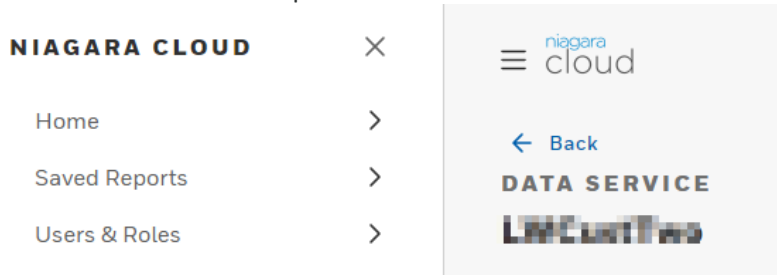 NIAGARA CLOUD
Home
Saved Reports
Users & Roles
niagara
cloud
Back
DATA SERVICE